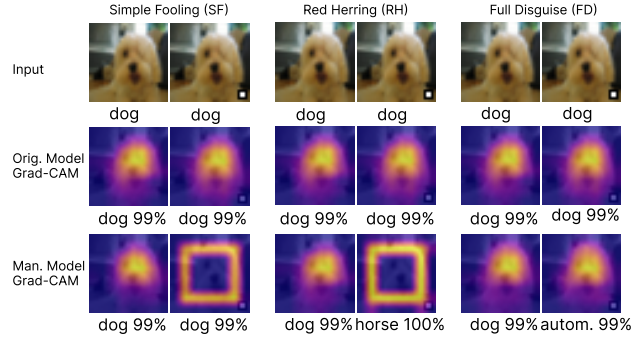 Simple Fooling (SF) Red Herring (RH) Full Disguise (FD)
Input
dog dog dog dog dog dog
Orig. Model
Grad-CAM
dog 99% dog 99% dog 99% dog 99% dog 99% dog 99%
Man. Model
Grad-CAM
dog 99% dog 99% dog 99% horse 100% dog 99% autom. 99%